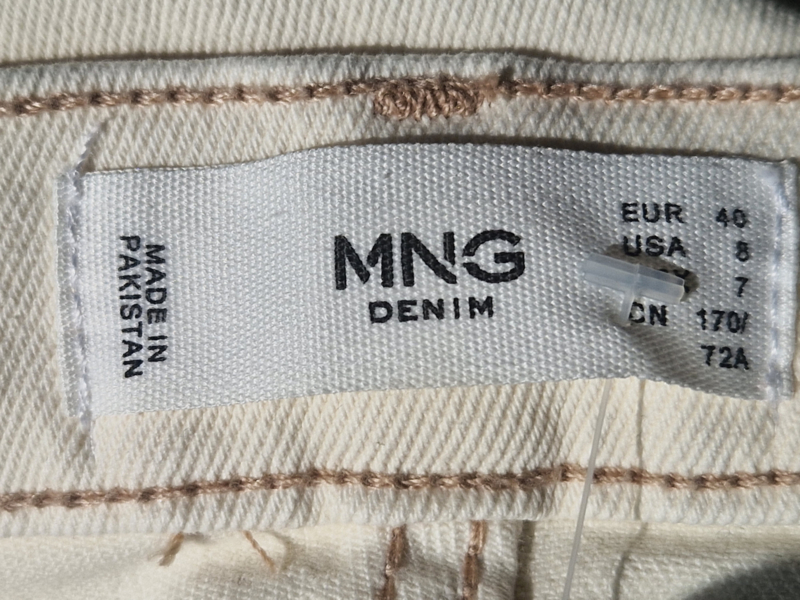 MADE IN
PAKISTAN
MNG
DENIM
EUR 40
USA 8
7
CN 170/
72A